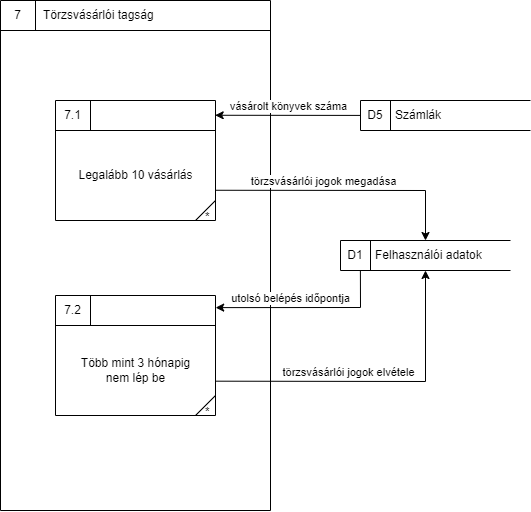 7 Törzsvásárlói tagság
7.1
vásárolt könyvek száma
D5 Számlák
Legalább 10 vásárlás
törzsvásárlói jogok megadása
*
D1 Felhasználói adatok
7.2
utolsó belépés időpontja
Több mint 3 hónapig
nem lép be
törzsvásárlói jogok elvétele
*